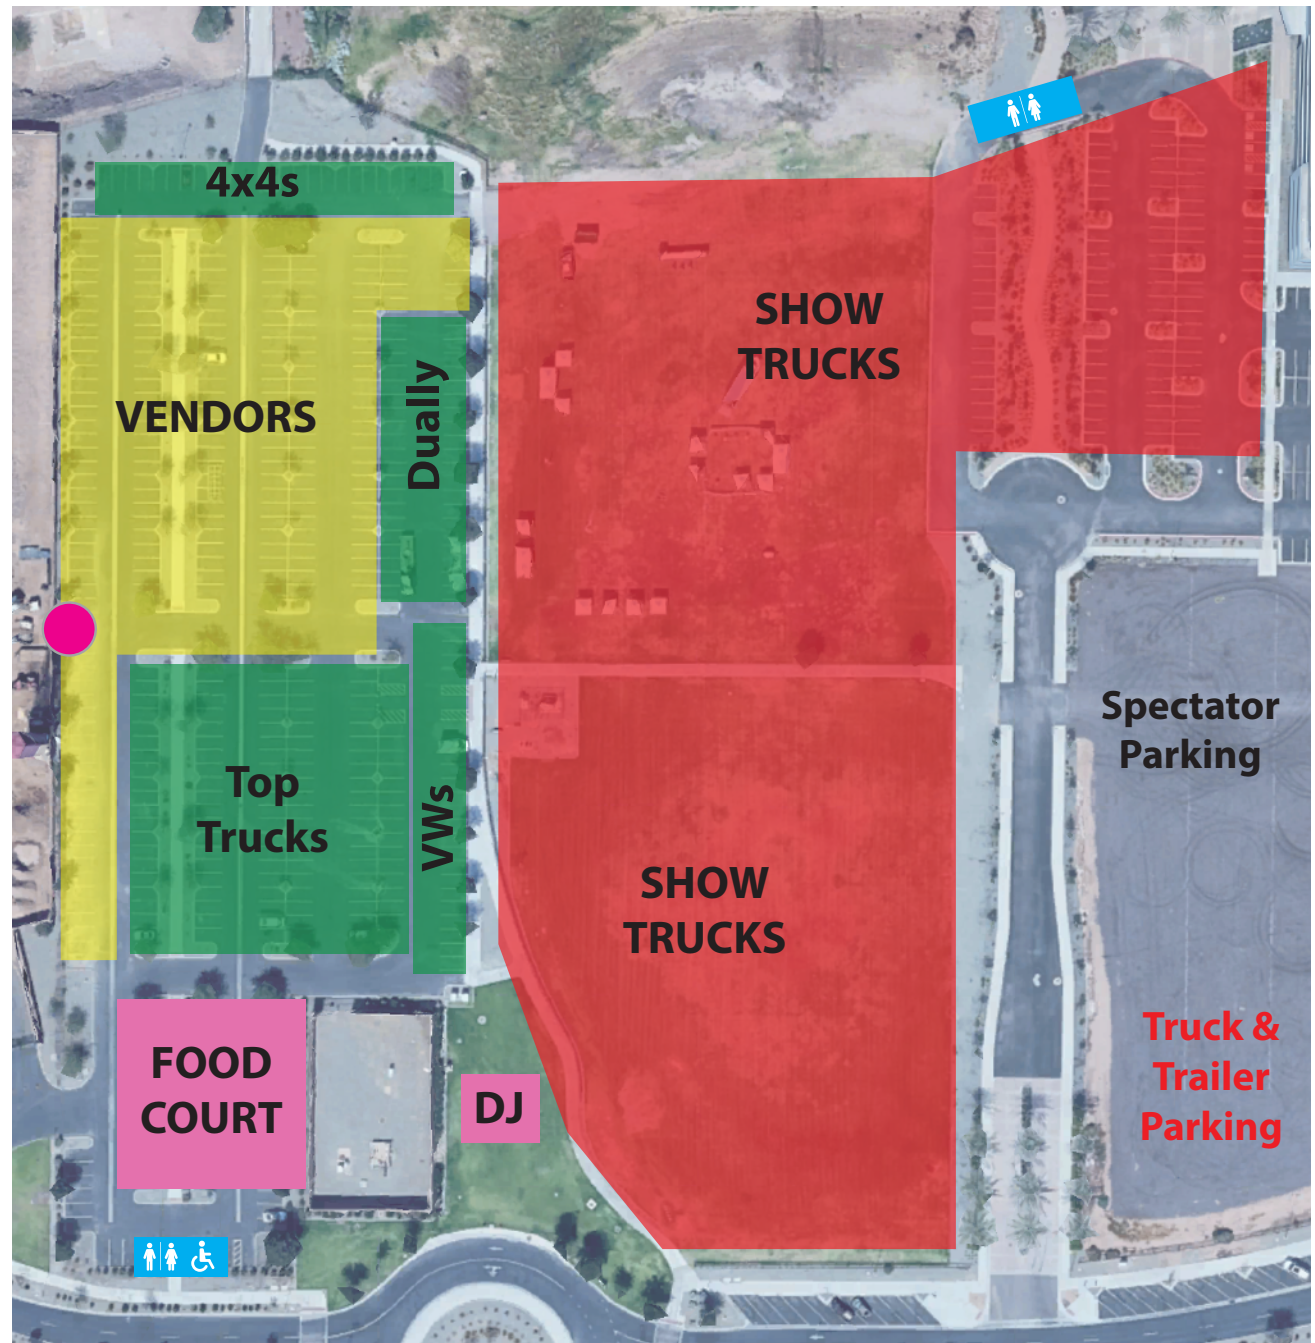 4x4s
SHOW
TRUCKS
VENDORS
Dually
Spectator
Parking
Top
Trucks
VWs
SHOW
TRUCKS
FOOD
COURT
DJ
Truck &
Trailer
Parking